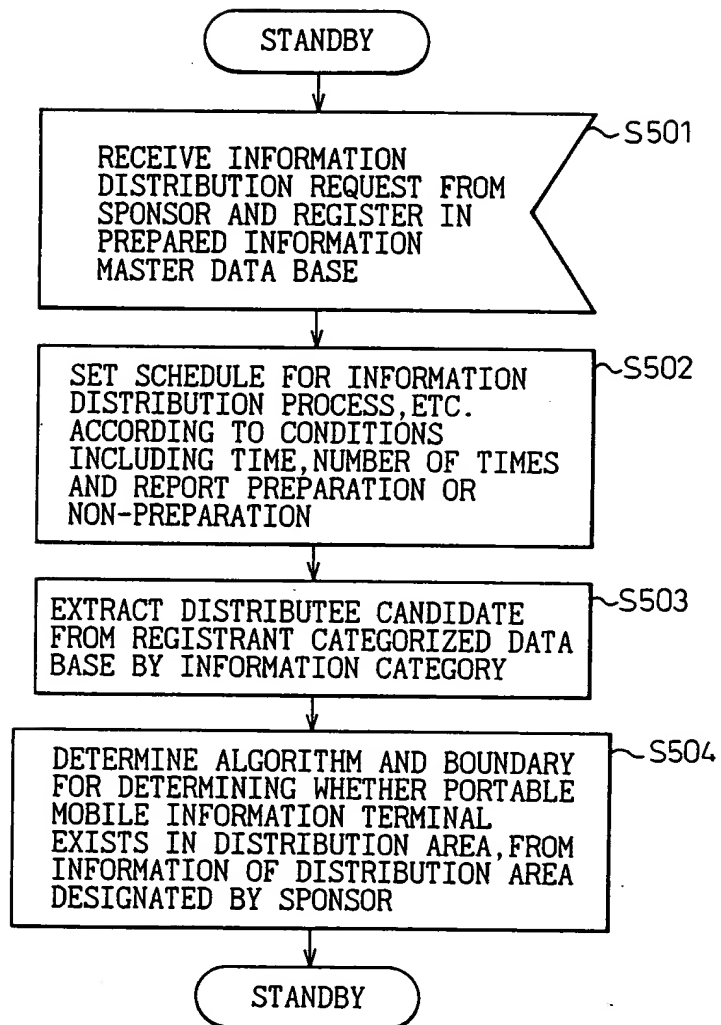 STANDBY
S501
RECEIVE INFORMATION
DISTRIBUTION REQUEST FROM
SPONSOR AND REGISTER IN
PREPARED INFORMATION
MASTER DATA BASE
S502
SET SCHEDULE FOR INFORMATION
DISTRIBUTION PROCESS,ETC.
ACCORDING TO CONDITIONS
INCLUDING TIME,NUMBER OF TIMES
AND REPORT PREPARATION OR
NON-PREPARATION
S503
EXTRACT DISTRIBUTEE CANDIDATE
FROM REGISTRANT CATEGORIZED DATA
BASE BY INFORMATION CATEGORY
S504
DETERMINE ALGORITHM AND BOUNDARY
FOR DETERMINING WHETHER PORTABLE
MOBILE INFORMATION TERMINAL
EXISTS IN DISTRIBUTION AREA,FROM
INFORMATION OF DISTRIBUTION AREA
DESIGNATED BY SPONSOR
STANDBY